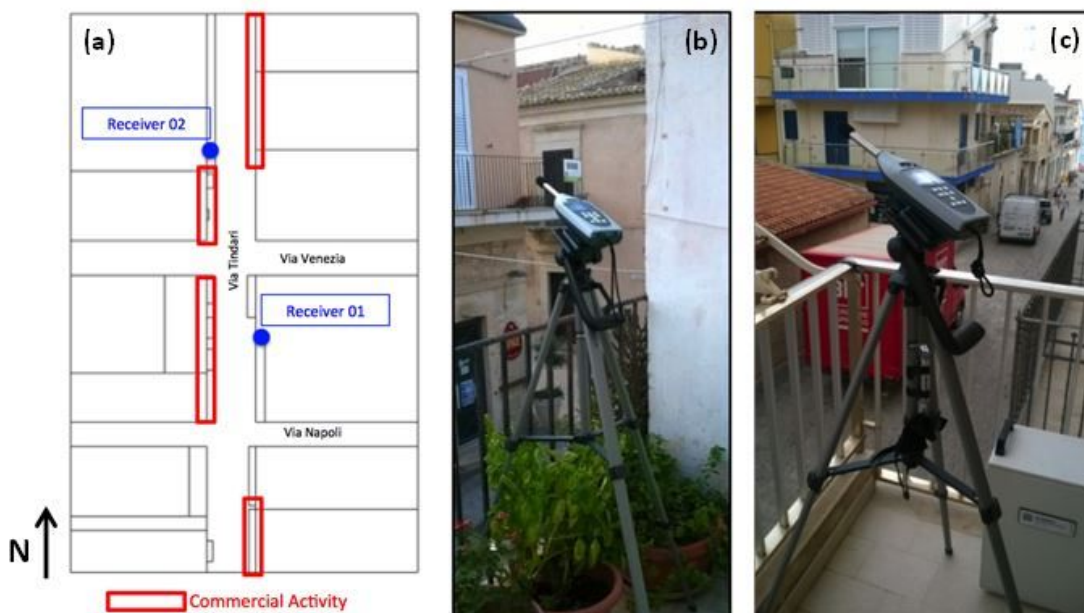 (a)
Receiver 02
Via Tindari
Via Venezia
Receiver 01
Via Napoli
N
Commercial Activity
(b)
(c)